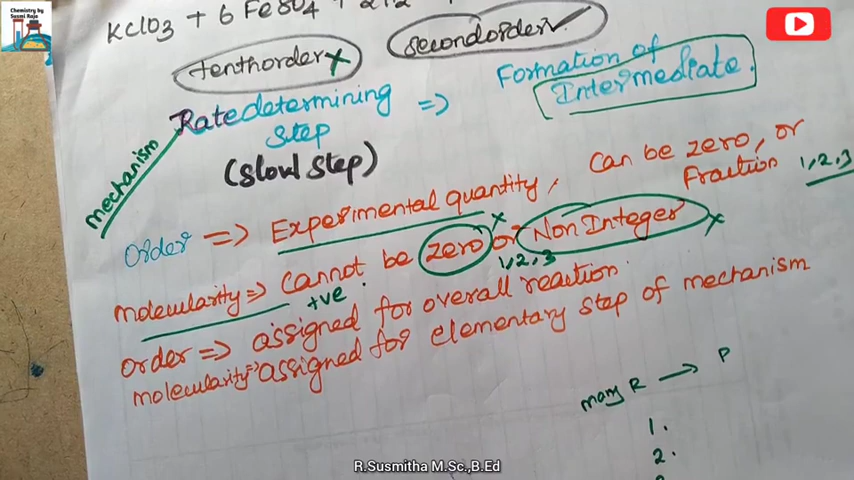 Chemistry by
Susmi Raja
KClO3 + 6 FeSO4 +
tenthorder x
secondorder ✓
Ratedetermining => Formation of
step Intermediate.
(slow step)
mechanism
Order => Experimental quantity, can be zero, or
Fraction 1,2,3
molecularity => cannot be zero or Non Integer x x
+ve 1,2,3
order => assigned for overall reaction.
molecularity => assigned for elementary step of mechanism
many R → P
1.
2.
R.Susmitha M.Sc.,B.Ed